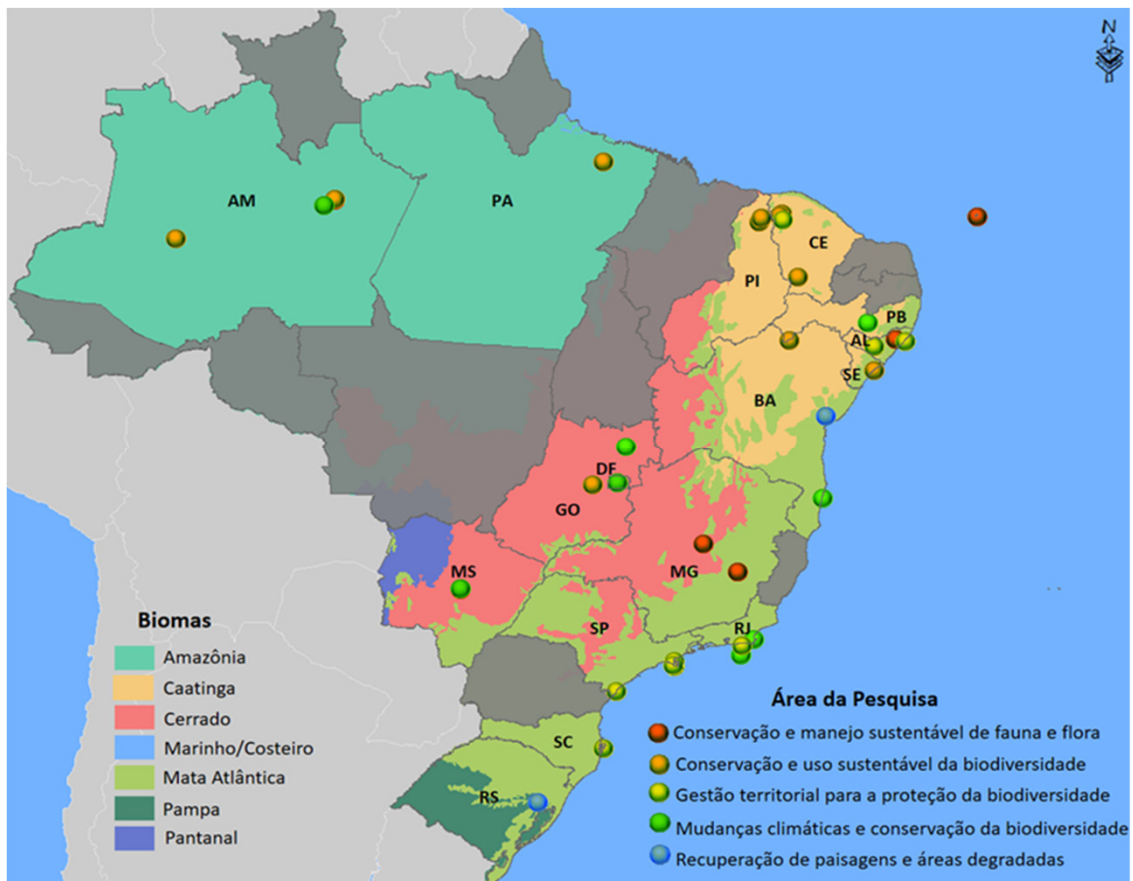 N
AM
PA
CE
PI
PB
AL
SE
BA
DF
GO
MS
MG
SP
RJ
SC
RS
Biomas
Amazônia
Caatinga
Cerrado
Marinho/Costeiro
Mata Atlântica
Pampa
Pantanal
Área da Pesquisa
Conservação e manejo sustentável de fauna e flora
Conservação e uso sustentável da biodiversidade
Gestão territorial para a proteção da biodiversidade
Mudanças climáticas e conservação da biodiversidade
Recuperação de paisagens e áreas degradadas